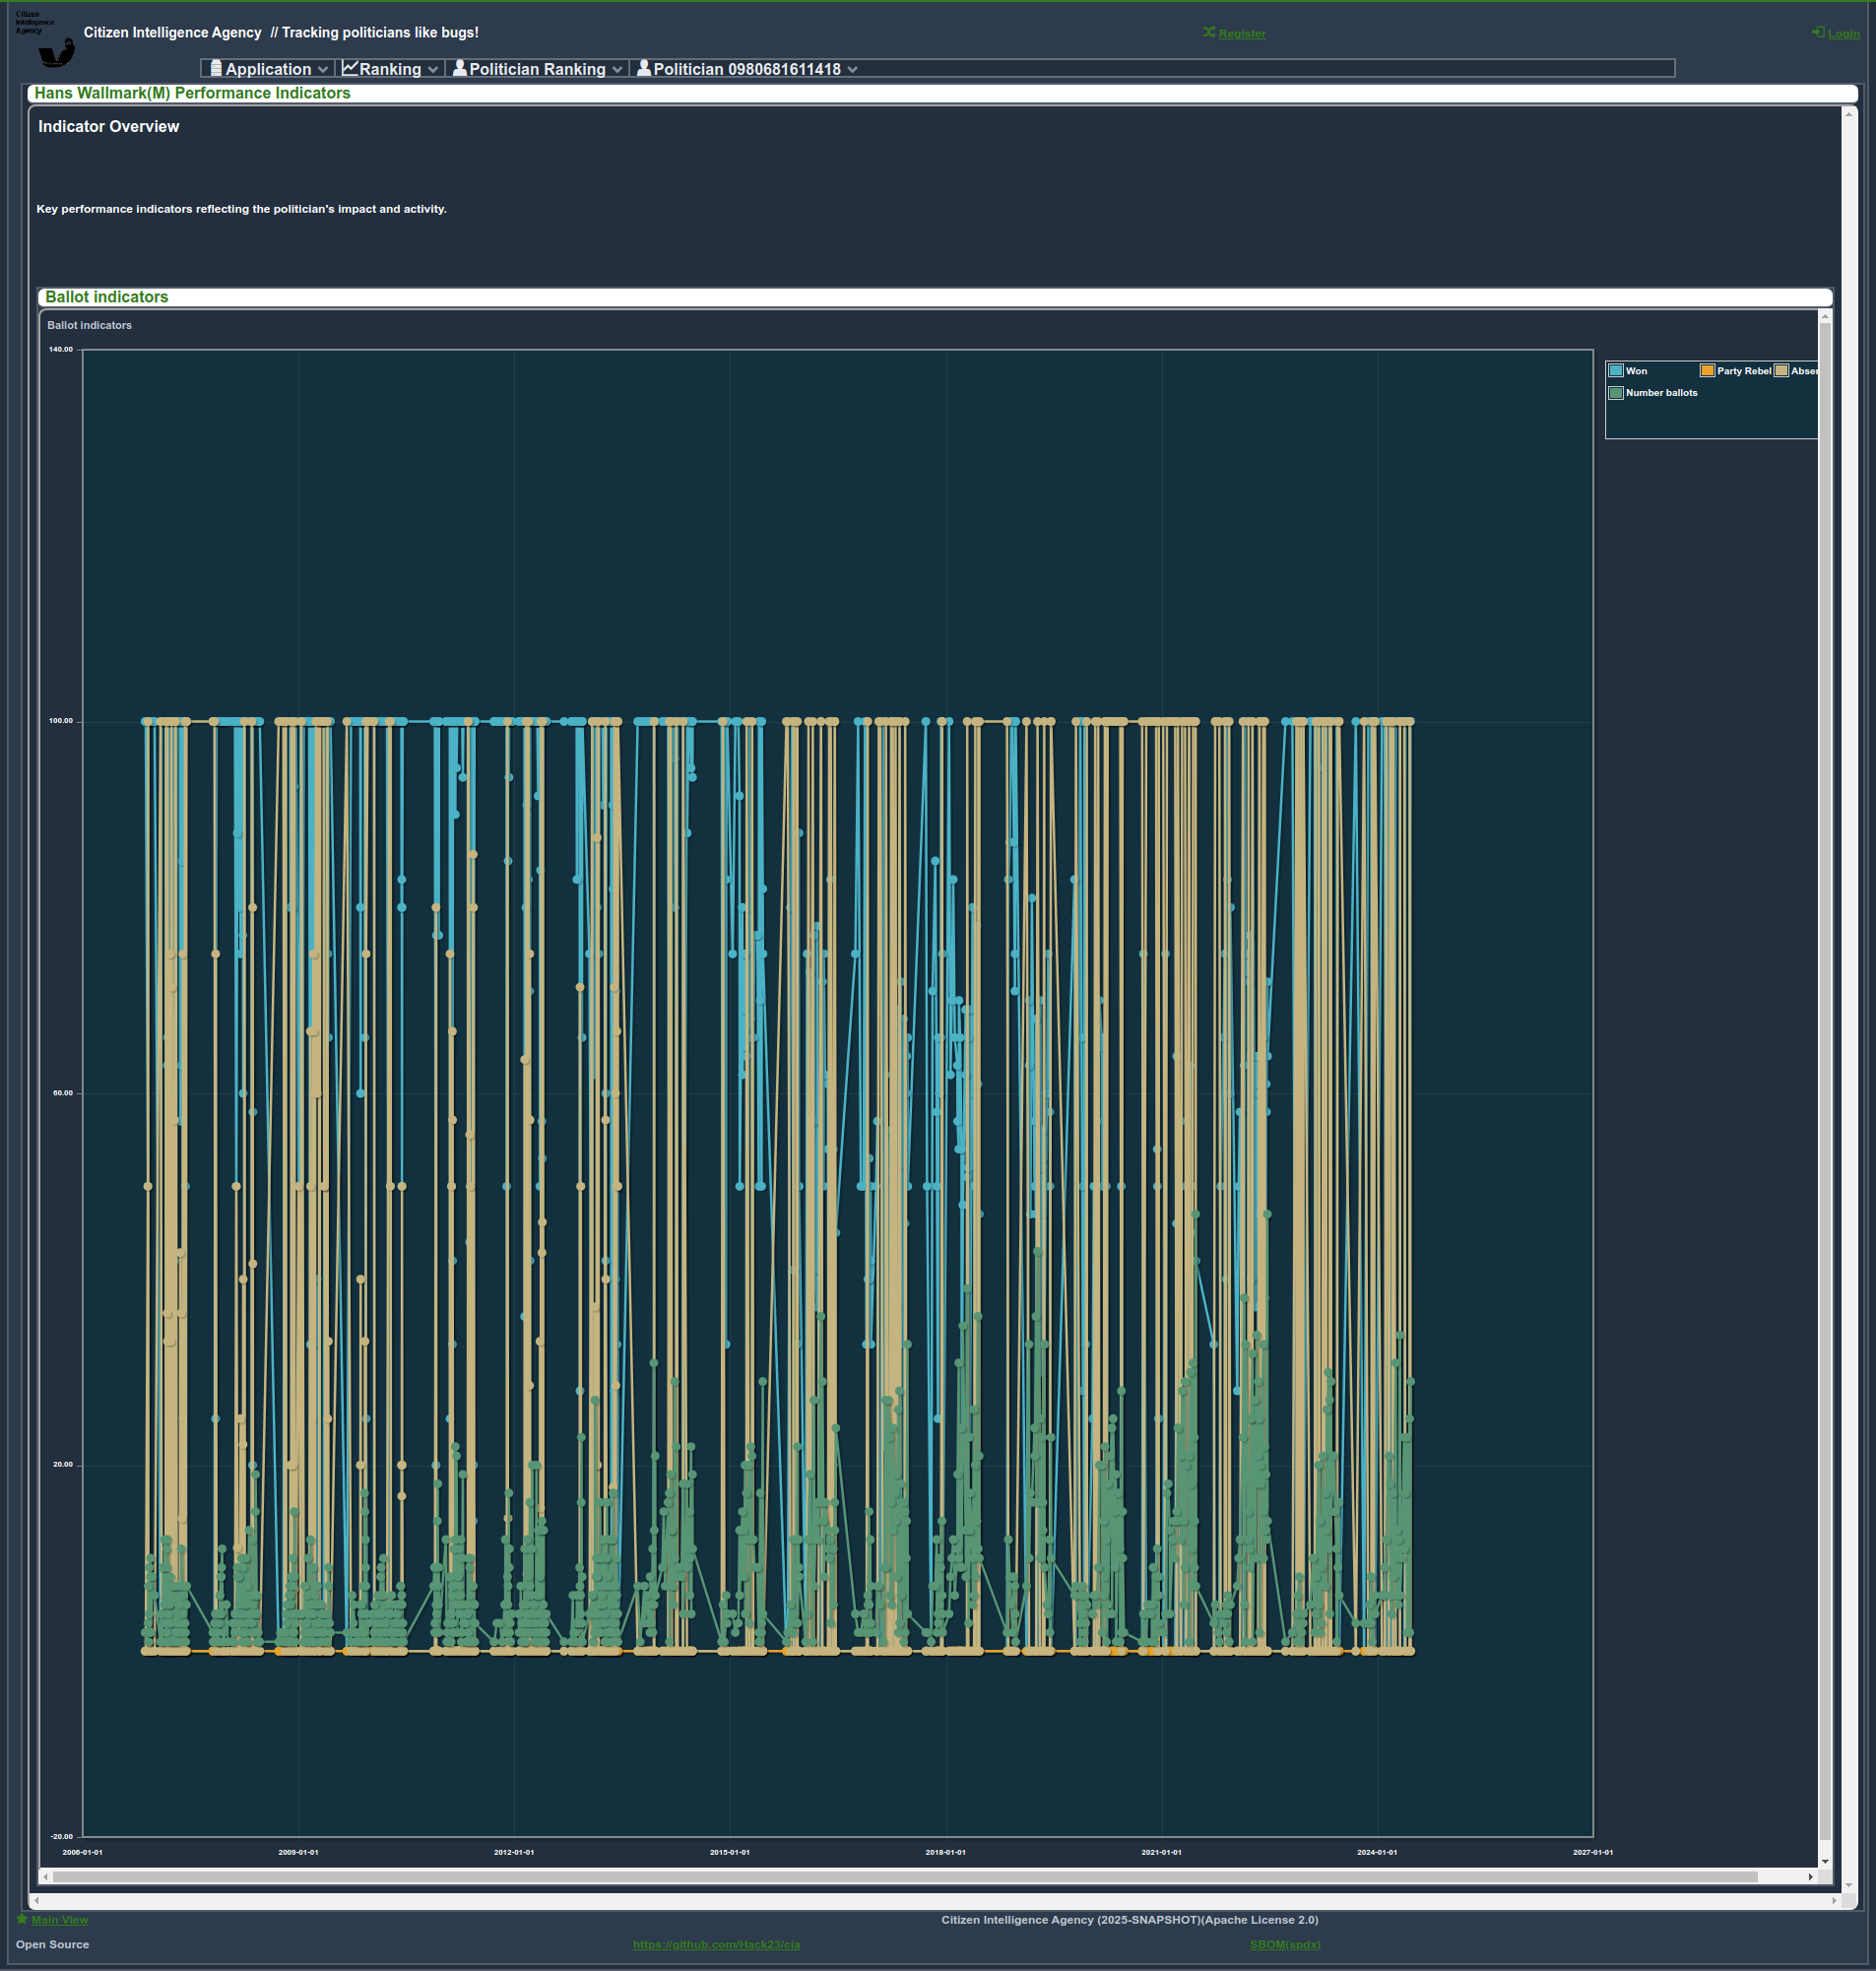 Citizen
Intelligence
Agency
Citizen Intelligence Agency // Tracking politicians like bugs!
Register
Login
Application
Ranking
Politician Ranking
Politician 0980681611418
Hans Wallmark(M) Performance Indicators
Indicator Overview
Key performance indicators reflecting the politician's impact and activity.
Ballot indicators
Ballot indicators
140.00
100.00
60.00
20.00
-20.00
Won
Party Rebel
Abser
Number ballots
2006-01-01
2009-01-01
2012-01-01
2015-01-01
2018-01-01
2021-01-01
2024-01-01
2027-01-01
Main View
Citizen Intelligence Agency (2025-SNAPSHOT)(Apache License 2.0)
Open Source
https://github.com/Hack23/cia
SBOM(spdx)